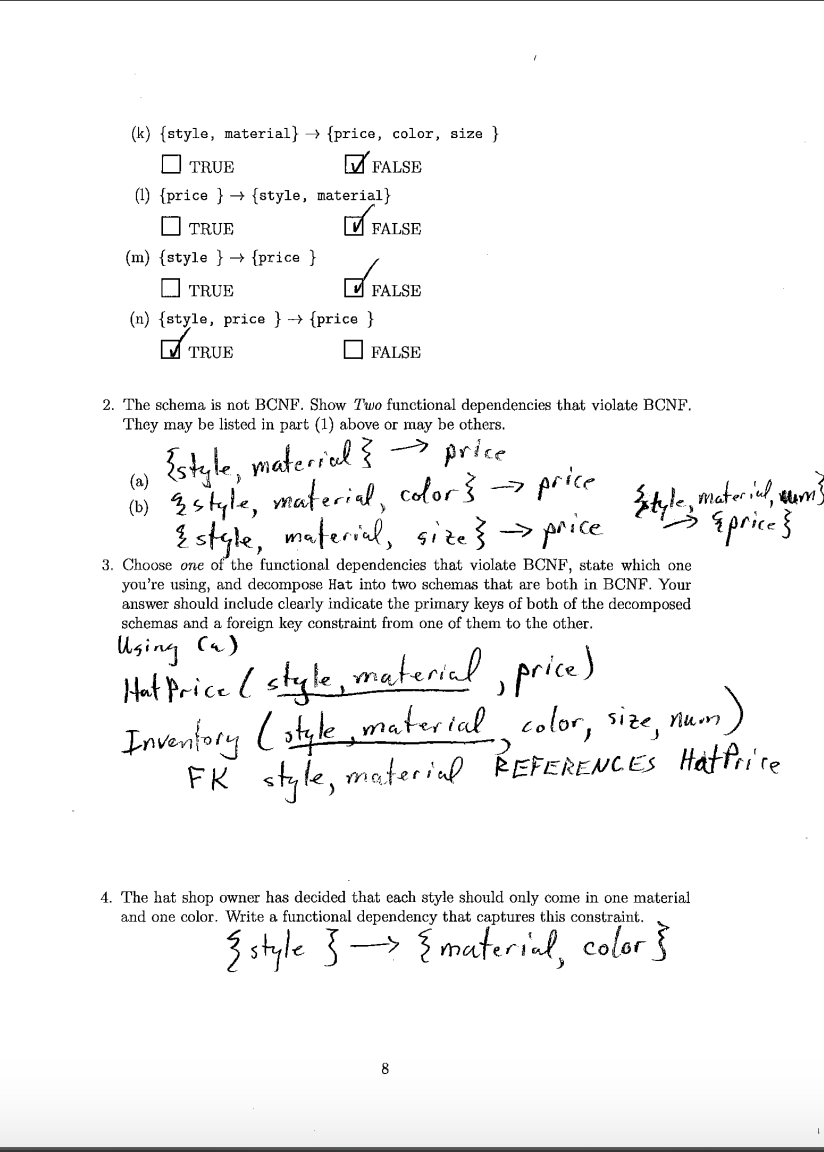 (k) {style, material} → {price, color, size }
TRUE FALSE
(l) {price } → {style, material}
TRUE FALSE
(m) {style } → {price }
TRUE FALSE
(n) {style, price } → {price }
TRUE FALSE
2. The schema is not BCNF. Show Two functional dependencies that violate BCNF.
They may be listed in part (1) above or may be others.
(a) {style, material} → price
(b) {style, material, color} → price
{style, material, size} → price
{style, material, num}
→ {price}
3. Choose one of the functional dependencies that violate BCNF, state which one
you're using, and decompose Hat into two schemas that are both in BCNF. Your
answer should include clearly indicate the primary keys of both of the decomposed
schemas and a foreign key constraint from one of them to the other.
Using (a)
HatPrice (style, material, price)
Inventory (style, material, color, size, num)
FK style, material REFERENCES HatPrice
4. The hat shop owner has decided that each style should only come in one material
and one color. Write a functional dependency that captures this constraint.
{style } → {material, color}
8